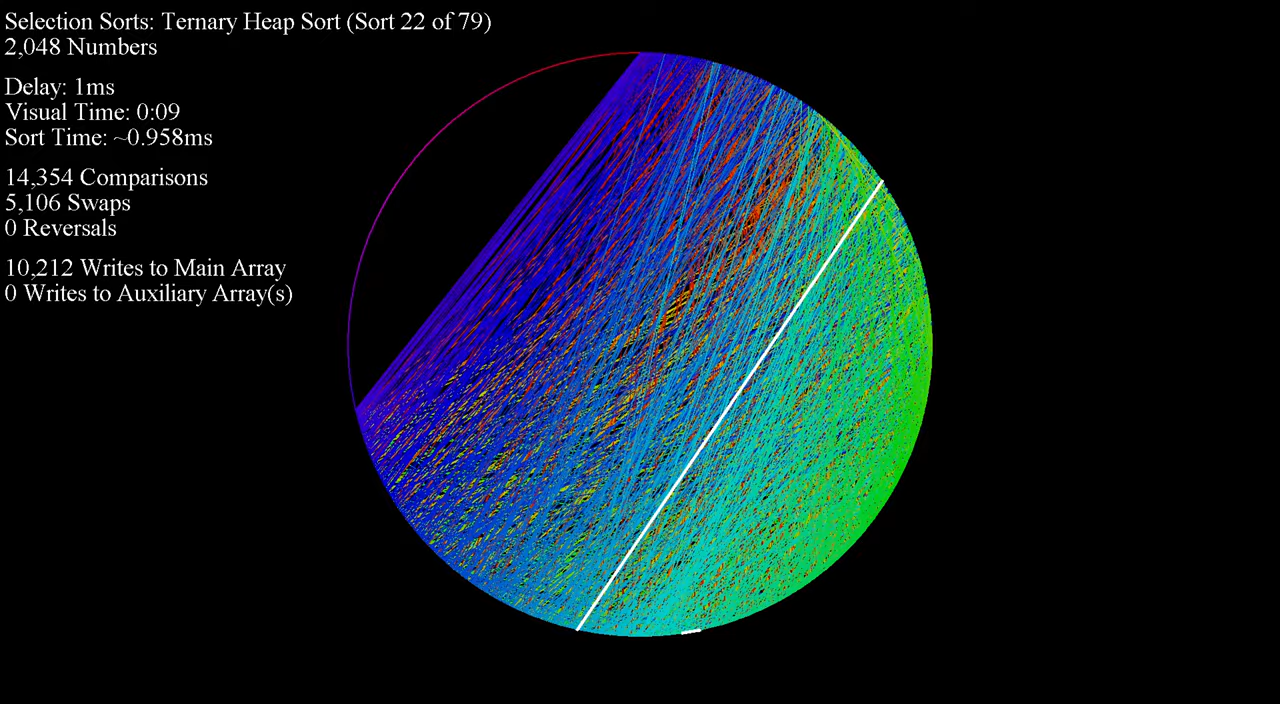 Selection Sorts: Ternary Heap Sort (Sort 22 of 79)
2,048 Numbers
Delay: 1ms
Visual Time: 0:09
Sort Time: ~0.958ms
14,354 Comparisons
5,106 Swaps
0 Reversals
10,212 Writes to Main Array
0 Writes to Auxiliary Array(s)